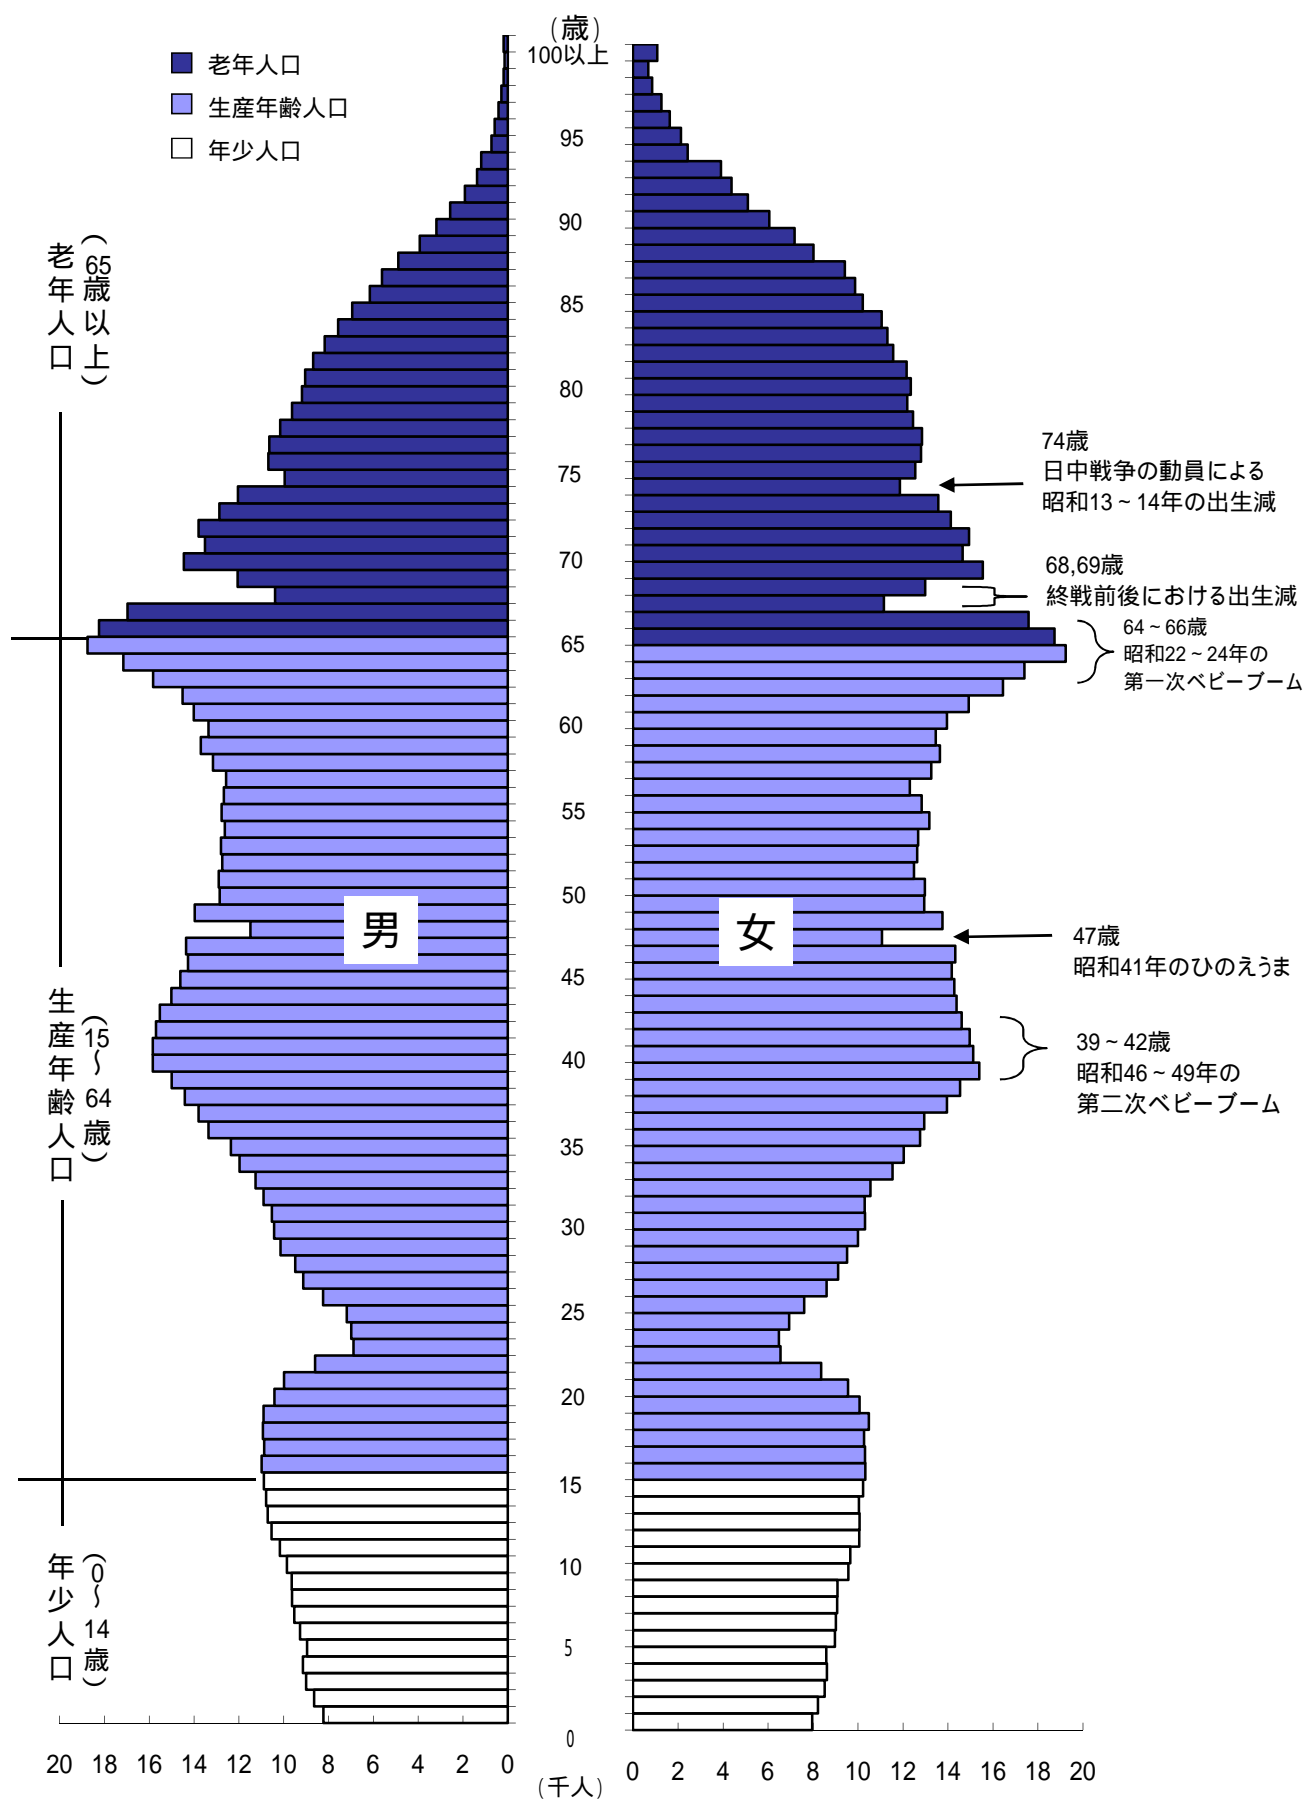 (歳)
100以上
老年人口
生産年齢人口
年少人口
95
90
85
80
75
70
65
60
55
50
45
40
35
30
25
20
15
10
5
0
老年人口
(65歳以上)
生産年齢人口
(15～64歳)
年少人口
(0～14歳)
男
女
74歳
日中戦争の動員による
昭和13～14年の出生減
68,69歳
終戦前後における出生減
64～66歳
昭和22～24年の
第一次ベビーブーム
47歳
昭和41年のひのえうま
39～42歳
昭和46～49年の
第二次ベビーブーム
20 18 16 14 12 10 8 6 4 2 0
(千人)
0 2 4 6 8 10 12 14 16 18 20